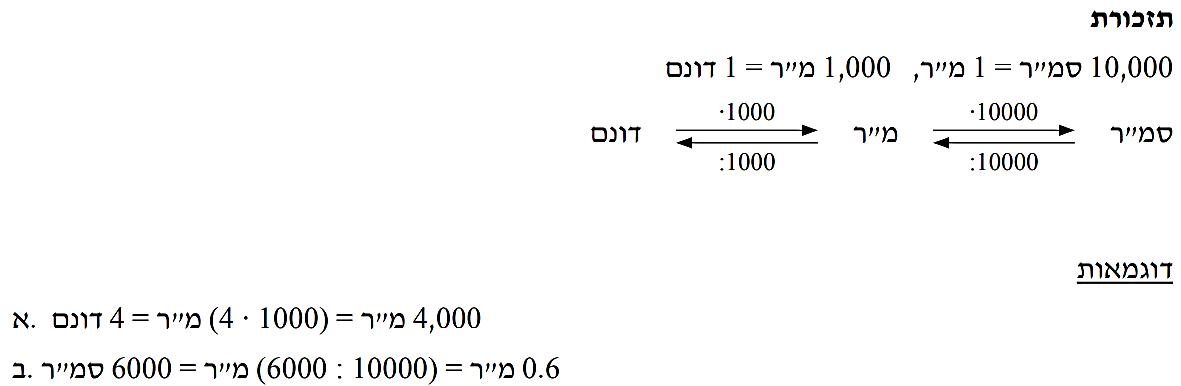 תזכורת
10,000 סמ״ר = 1 מ״ר, 1,000 מ״ר = 1 דונם
·1000 ·10000
דונם מ״ר סמ״ר
:1000 :10000
דוגמאות
א. 4 דונם = מ״ר (4 · 1000) = 4,000 מ״ר
ב. 6000 סמ״ר = מ״ר (6000 : 10000) = 0.6 מ״ר